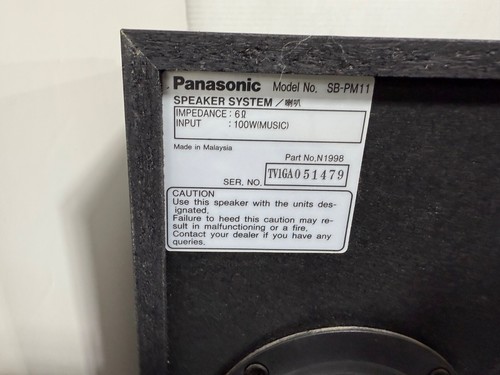 Panasonic Model No. SB-PM11
SPEAKER SYSTEM/喇叭
IMPEDANCE : 6Ω
INPUT : 100W(MUSIC)
Made in Malaysia
Part No.N1998
SER. NO. TV1GA051479
CAUTION
Use this speaker with the units des-
ignated.
Failure to heed this caution may re-
sult in malfunctioning or a fire.
Contact your dealer if you have any
queries.